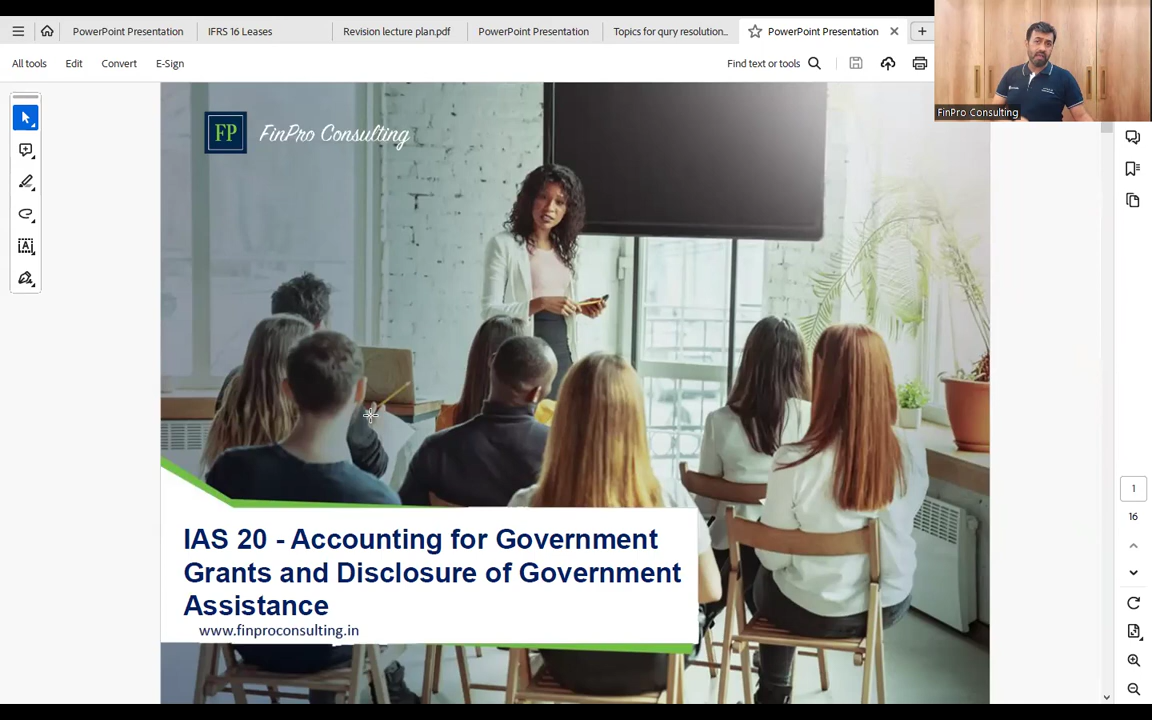 PowerPoint Presentation
IFRS 16 Leases
Revision lecture plan.pdf
PowerPoint Presentation
Topics for qury resolution...
PowerPoint Presentation
All tools
Edit
Convert
E-Sign
Find text or tools
FinPro Consulting
FP
FinPro Consulting
1
16
IAS 20 - Accounting for Government
Grants and Disclosure of Government
Assistance
www.finproconsulting.in